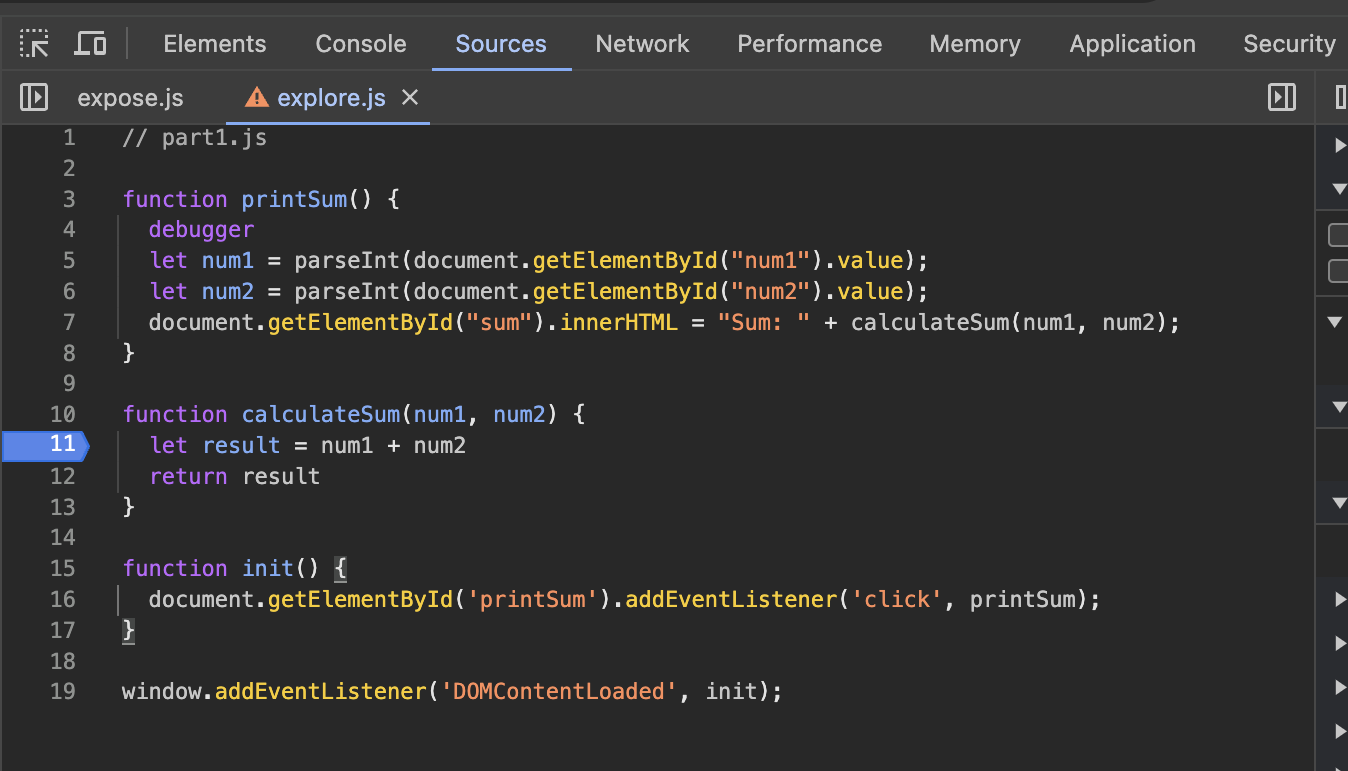 Elements Console Sources Network Performance Memory Application Security
expose.js explore.js
1 // part1.js
2
3 function printSum() {
4   debugger
5   let num1 = parseInt(document.getElementById("num1").value);
6   let num2 = parseInt(document.getElementById("num2").value);
7   document.getElementById("sum").innerHTML = "Sum: " + calculateSum(num1, num2);
8 }
9
10 function calculateSum(num1, num2) {
11   let result = num1 + num2
12   return result
13 }
14
15 function init() {
16   document.getElementById('printSum').addEventListener('click', printSum);
17 }
18
19 window.addEventListener('DOMContentLoaded', init);